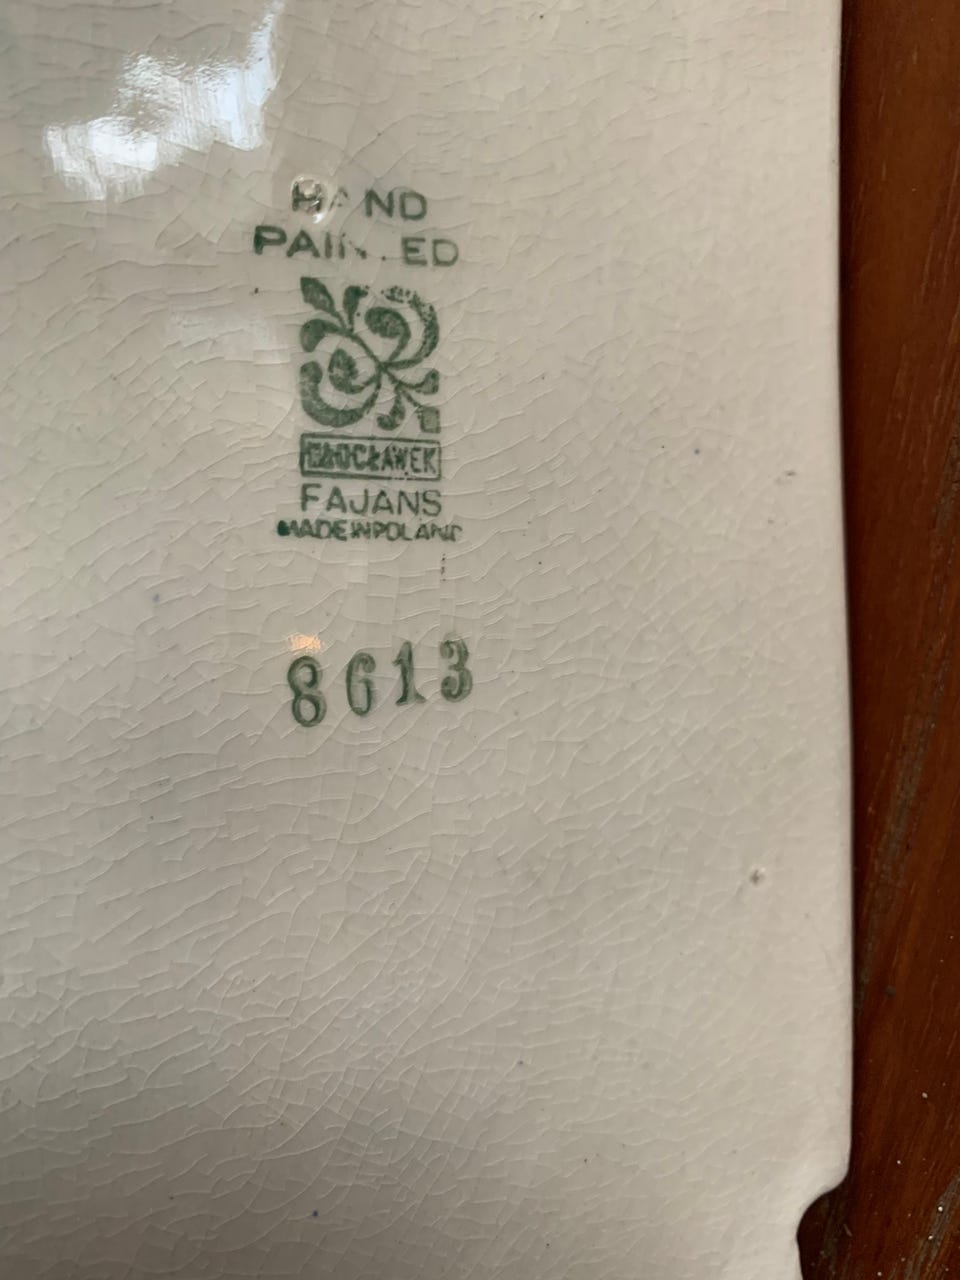 HAND
PAINTED
WŁOCŁAWEK
FAJANS
MADE IN POLAND
8613